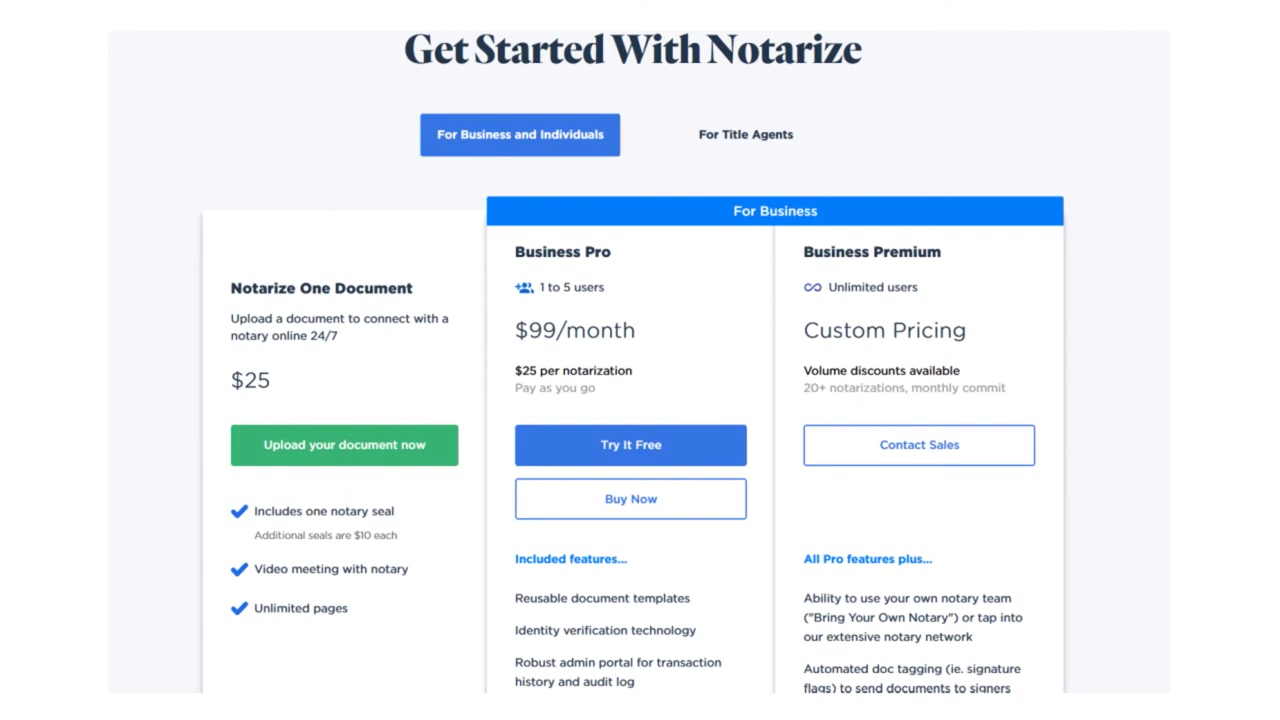 Get Started With Notarize
For Business and Individuals
For Title Agents
Notarize One Document
Upload a document to connect with a
notary online 24/7
$25
Upload your document now
Includes one notary seal
Additional seals are $10 each
Video meeting with notary
Unlimited pages
For Business
Business Pro
1 to 5 users
$99/month
$25 per notarization
Pay as you go
Try It Free
Buy Now
Included features...
Reusable document templates
Identity verification technology
Robust admin portal for transaction
history and audit log
Business Premium
Unlimited users
Custom Pricing
Volume discounts available
20+ notarizations, monthly commit
Contact Sales
All Pro features plus...
Ability to use your own notary team
("Bring Your Own Notary") or tap into
our extensive notary network
Automated doc tagging (ie. signature
flags) to send documents to signers